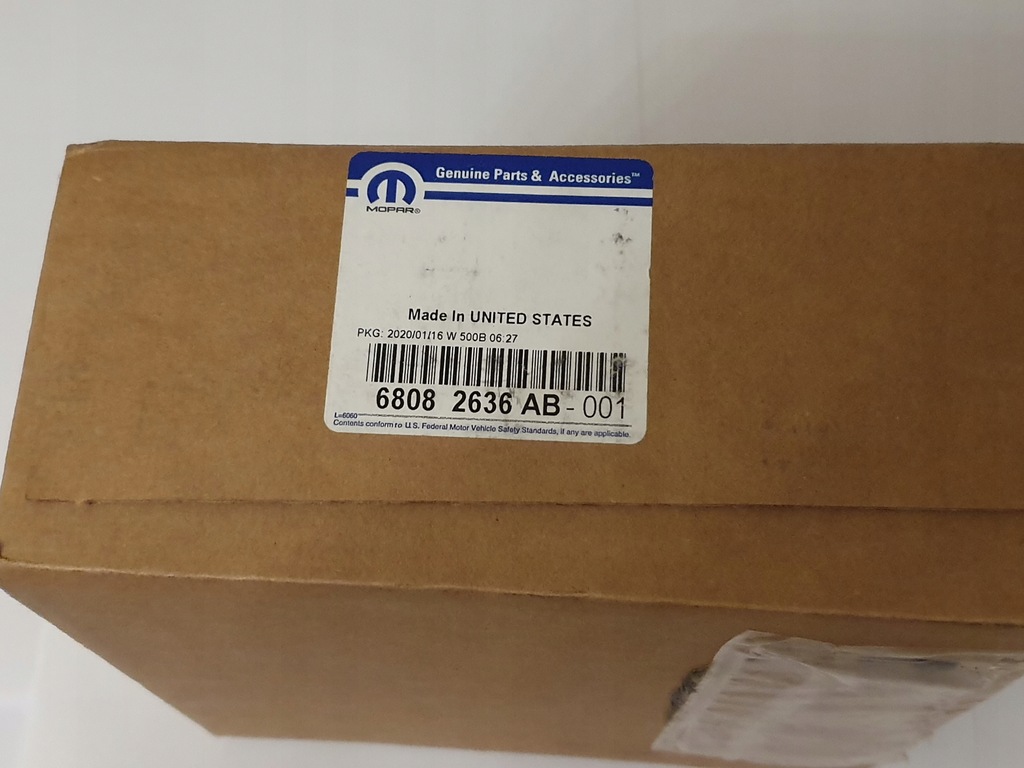 Genuine Parts & Accessories™
MOPAR®
Made In UNITED STATES
PKG: 2020/01/16 W 500B 06:27
6808 2636 AB - 001
L=6060
Contents conform to U.S. Federal Motor Vehicle Safety Standards, if any are applicable.